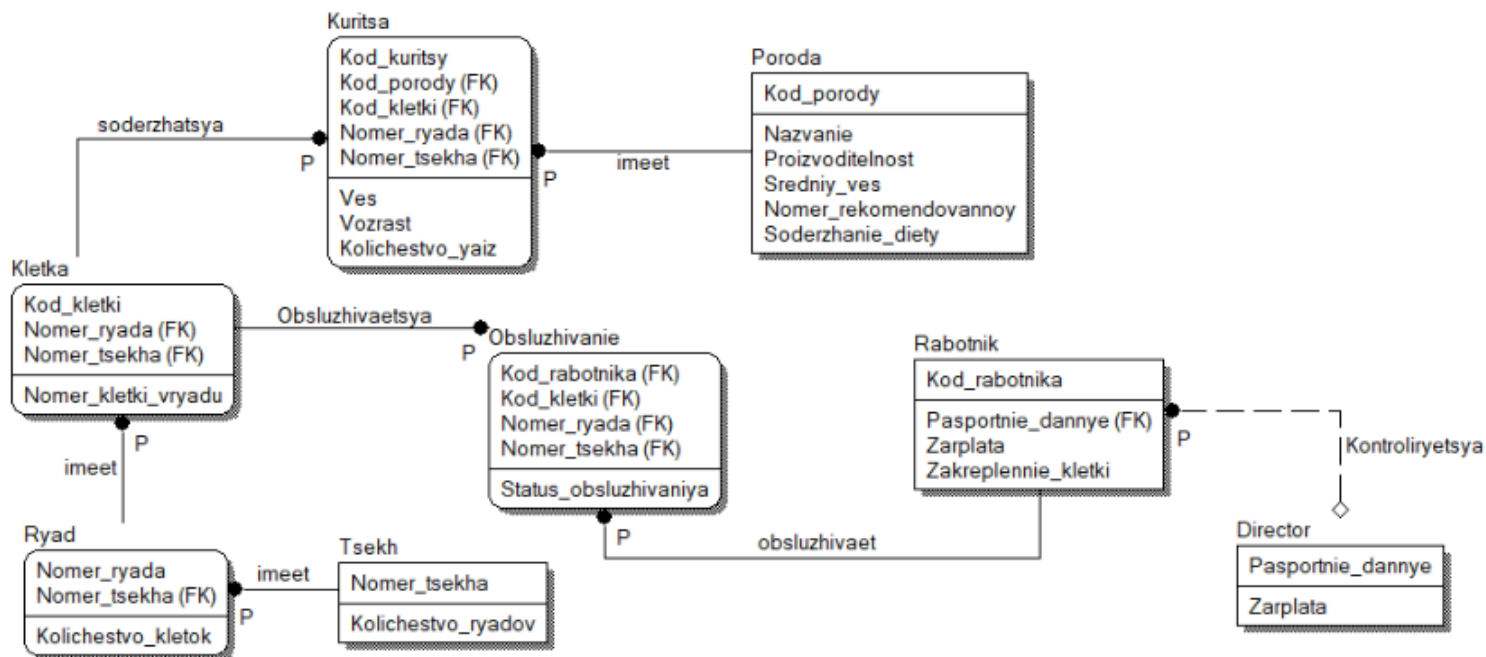 Kuritsa
Kod_kuritsy
Kod_porody (FK)
Kod_kletki (FK)
Nomer_ryada (FK)
Nomer_tsekha (FK)
Ves
Vozrast
Kolichestvo_yaiz
Poroda
Kod_porody
Nazvanie
Proizvoditelnost
Sredniy_ves
Nomer_rekomendovannoy
Soderzhanie_diety
soderzhatsya
P
imeet
P
Kletka
Kod_kletki
Nomer_ryada (FK)
Nomer_tsekha (FK)
Nomer_kletki_vryadu
Obsluzhivaetsya
P
Obsluzhivanie
Kod_rabotnika (FK)
Kod_kletki (FK)
Nomer_ryada (FK)
Nomer_tsekha (FK)
Status_obsluzhivaniya
Rabotnik
Kod_rabotnika
Pasportnie_dannye (FK)
Zarplata
Zakreplennie_kletki
P
Kontroliryetsya
P
imeet
Ryad
Nomer_ryada
Nomer_tsekha (FK)
Kolichestvo_kletok
imeet
P
Tsekh
Nomer_tsekha
Kolichestvo_ryadov
P
obsluzhivaet
Director
Pasportnie_dannye
Zarplata